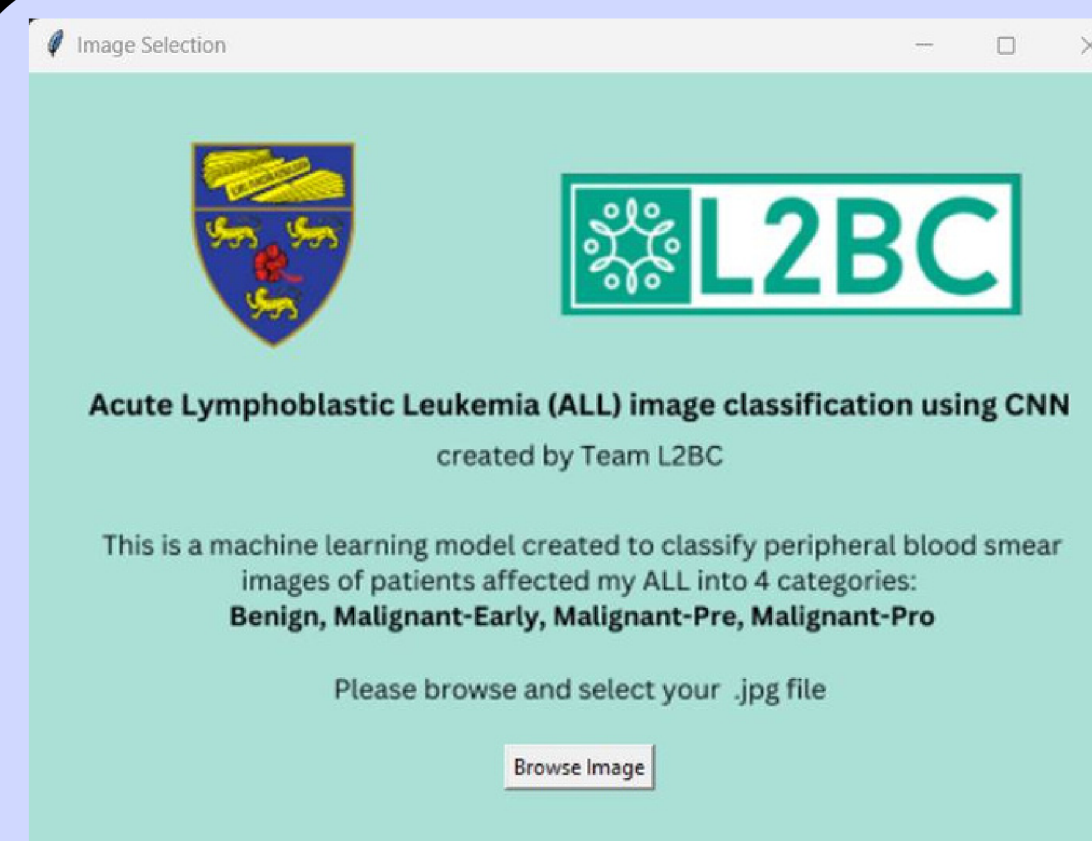 Image Selection
L2BC
Acute Lymphoblastic Leukemia (ALL) image classification using CNN
created by Team L2BC
This is a machine learning model created to classify peripheral blood smear
images of patients affected my ALL into 4 categories:
Benign, Malignant-Early, Malignant-Pre, Malignant-Pro
Please browse and select your .jpg file
Browse Image